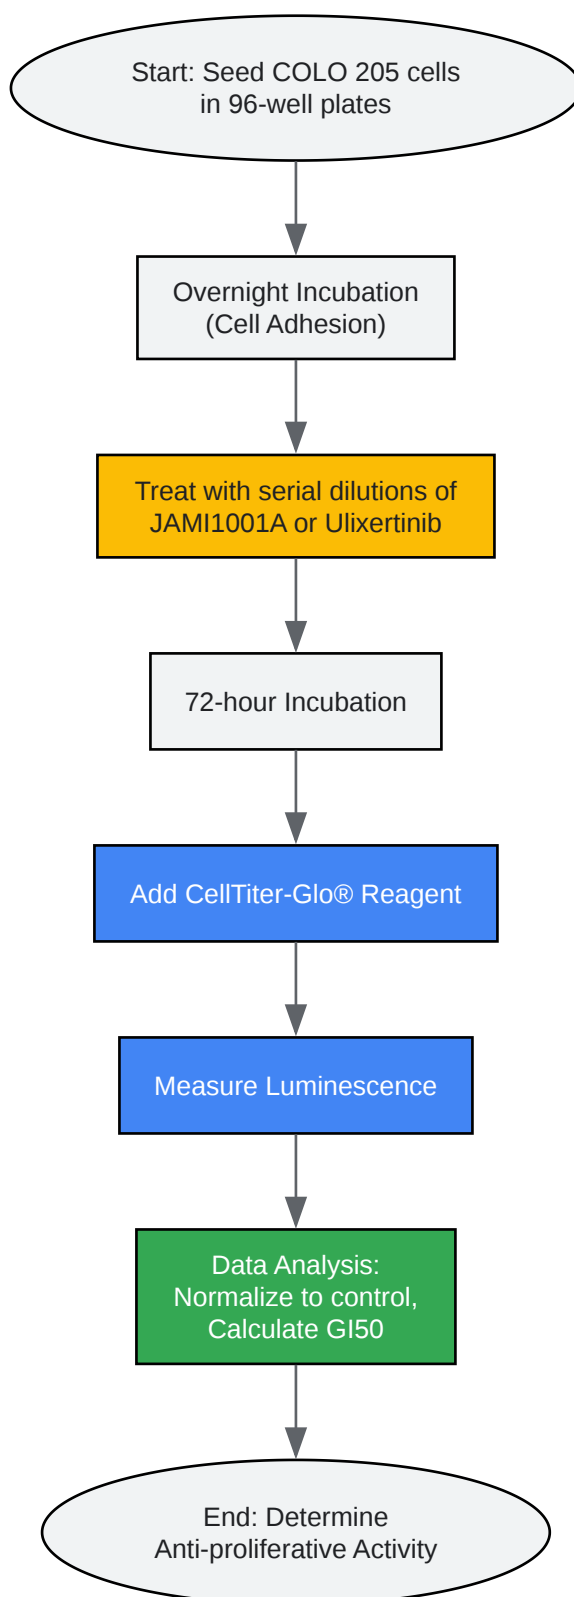 Start: Seed COLO 205 cells
in 96-well plates
Overnight Incubation
(Cell Adhesion)
Treat with serial dilutions of
JAMI1001A or Ulixertinib
72-hour Incubation
Add CellTiter-Glo® Reagent
Measure Luminescence
Data Analysis:
Normalize to control,
Calculate GI50
End: Determine
Anti-proliferative Activity